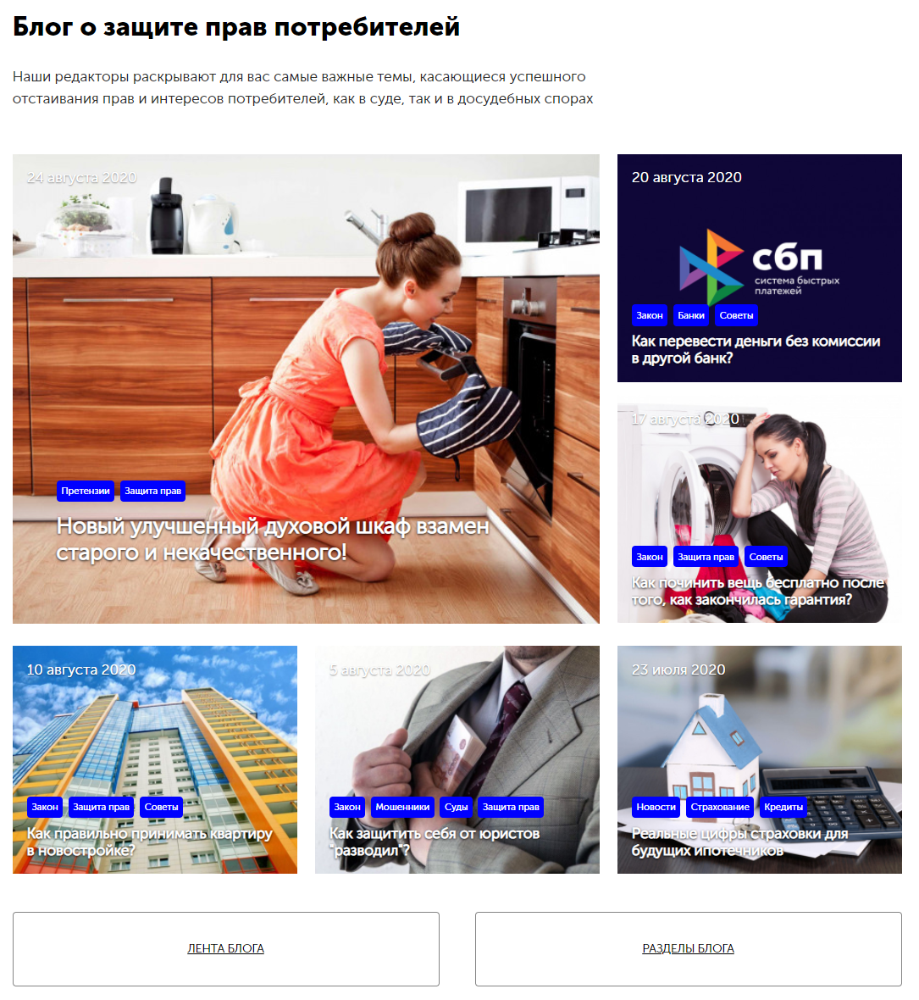 Блог о защите прав потребителей
Наши редакторы раскрывают для вас самые важные темы, касающиеся успешного
отстаивания прав и интересов потребителей, как в суде, так и в досудебных спорах
24 августа 2020
Претензии Защита прав
Новый улучшенный духовой шкаф взамен
старого и некачественного!
20 августа 2020
сбп
система быстрых
платежей
Закон Банки Советы
Как перевести деньги без комиссии
в другой банк?
17 августа 2020
Закон Защита прав Советы
Как починить вещь бесплатно после
того, как закончилась гарантия?
10 августа 2020
Закон Защита прав Советы
Как правильно принимать квартиру
в новостройке?
5 августа 2020
Закон Мошенники Суды Защита прав
Как защитить себя от юристов
"разводил"?
23 июля 2020
Новости Страхование Кредиты
Реальные цифры страховки для
будущих ипотечников
ЛЕНТА БЛОГА
РАЗДЕЛЫ БЛОГА